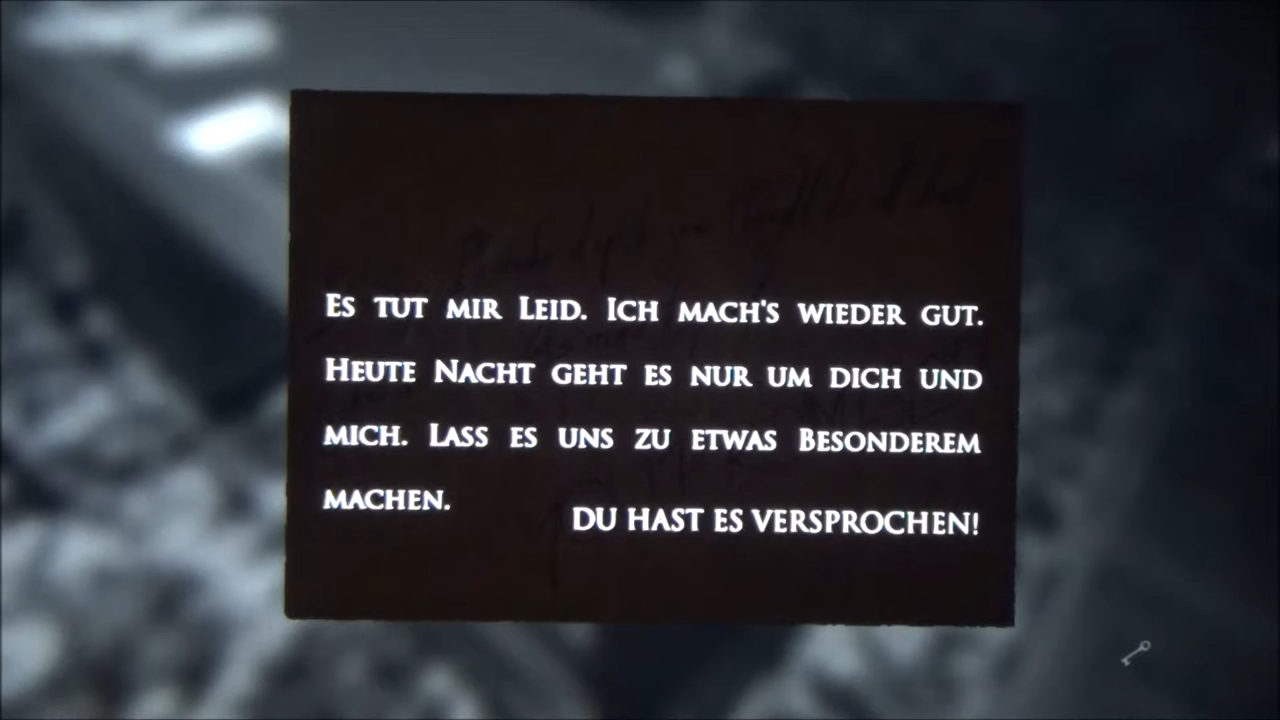 Es tut mir Leid. Ich mach's wieder gut.
Heute Nacht geht es nur um dich und
mich. Lass es uns zu etwas Besonderem
machen.
DU HAST ES VERSPROCHEN!